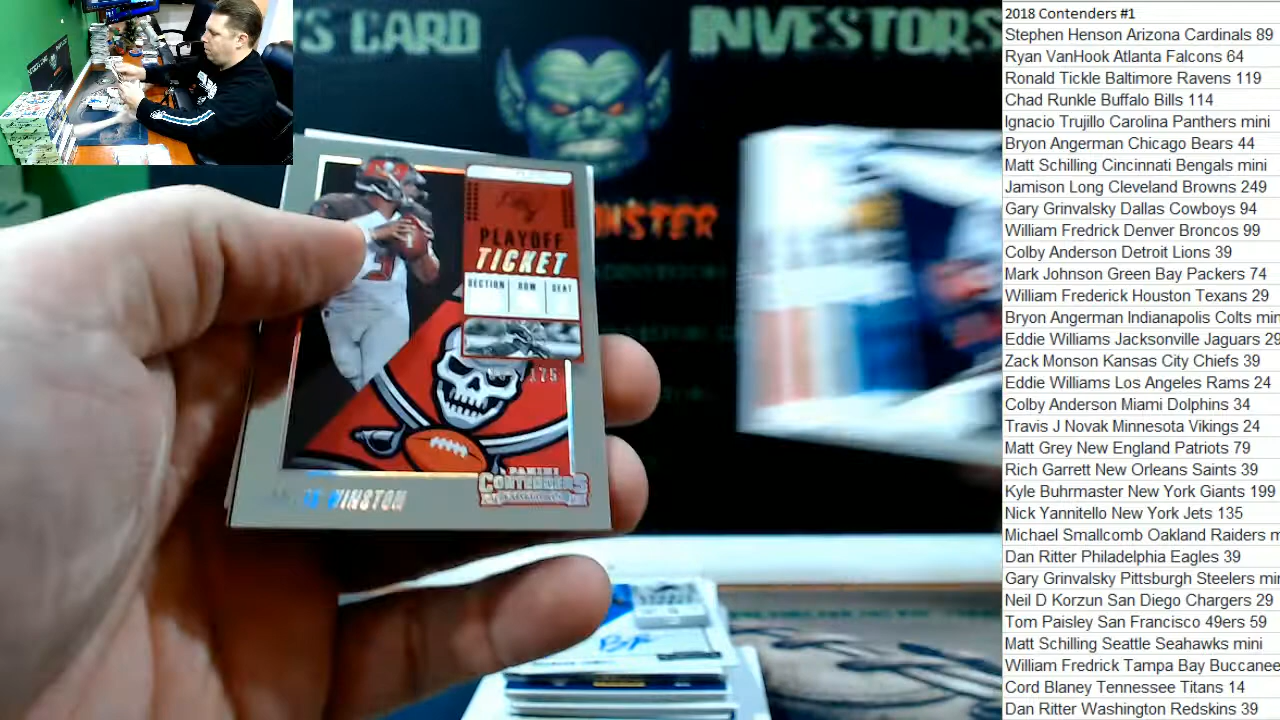 S CARD INVESTORS
NSTER
PLAYOFF
TICKET
SECTION ROW SEAT
175
WINSTON
PANINI
CONTENDERS
2018 Contenders #1
Stephen Henson Arizona Cardinals 89
Ryan VanHook Atlanta Falcons 64
Ronald Tickle Baltimore Ravens 119
Chad Runkle Buffalo Bills 114
Ignacio Trujillo Carolina Panthers mini
Bryon Angerman Chicago Bears 44
Matt Schilling Cincinnati Bengals mini
Jamison Long Cleveland Browns 249
Gary Grinvalsky Dallas Cowboys 94
William Fredrick Denver Broncos 99
Colby Anderson Detroit Lions 39
Mark Johnson Green Bay Packers 74
William Frederick Houston Texans 29
Bryon Angerman Indianapolis Colts min
Eddie Williams Jacksonville Jaguars 29
Zack Monson Kansas City Chiefs 39
Eddie Williams Los Angeles Rams 24
Colby Anderson Miami Dolphins 34
Travis J Novak Minnesota Vikings 24
Matt Grey New England Patriots 79
Rich Garrett New Orleans Saints 39
Kyle Buhrmaster New York Giants 199
Nick Yannitello New York Jets 135
Michael Smallcomb Oakland Raiders m
Dan Ritter Philadelphia Eagles 39
Gary Grinvalsky Pittsburgh Steelers min
Neil D Korzun San Diego Chargers 29
Tom Paisley San Francisco 49ers 59
Matt Schilling Seattle Seahawks mini
William Fredrick Tampa Bay Buccanee
Cord Blaney Tennessee Titans 14
Dan Ritter Washington Redskins 39